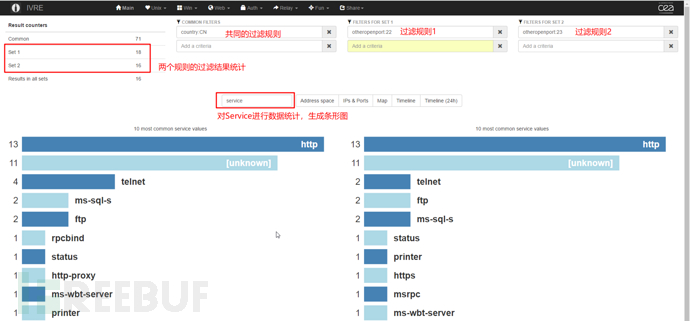 IVRE
Main
Unix
Win
Web
Auth
Relay
Fun
Share
Result counters
Common 71
Set 1 18
Set 2 16
Results in all sets 16
两个规则的过滤结果统计
COMMON FILTERS
country:CN
共同的过滤规则
Add a criteria
FILTERS FOR SET 1
otheropenport:22
过滤规则1
Add a criteria
FILTERS FOR SET 2
otheropenport:23
过滤规则2
Add a criteria
service
Address space
IPs & Ports
Map
Timeline
Timeline (24h)
对Service进行数据统计，生成条形图
10 most common service values
13 http
11 [unknown]
4 telnet
2 ms-sql-s
2 ftp
1 rpcbind
1 status
1 http-proxy
1 ms-wbt-server
1 printer
10 most common service values
13 http
11 [unknown]
2 telnet
2 ftp
2 ms-sql-s
1 status
1 printer
1 https
1 msrpc
1 ms-wbt-server
REEBUF